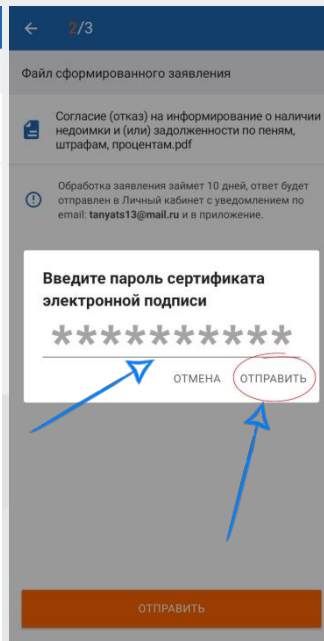 2/3
Файл сформированного заявления
Согласие (отказ) на информирование о наличии
недоимки и (или) задолженности по пеням,
штрафам, процентам.pdf
Обработка заявления займет 10 дней, ответ будет
отправлен в Личный кабинет с уведомлением по
email: tanyats13@mail.ru и в приложение.
Введите пароль сертификата
электронной подписи
**********
ОТМЕНА ОТПРАВИТЬ
ОТПРАВИТЬ